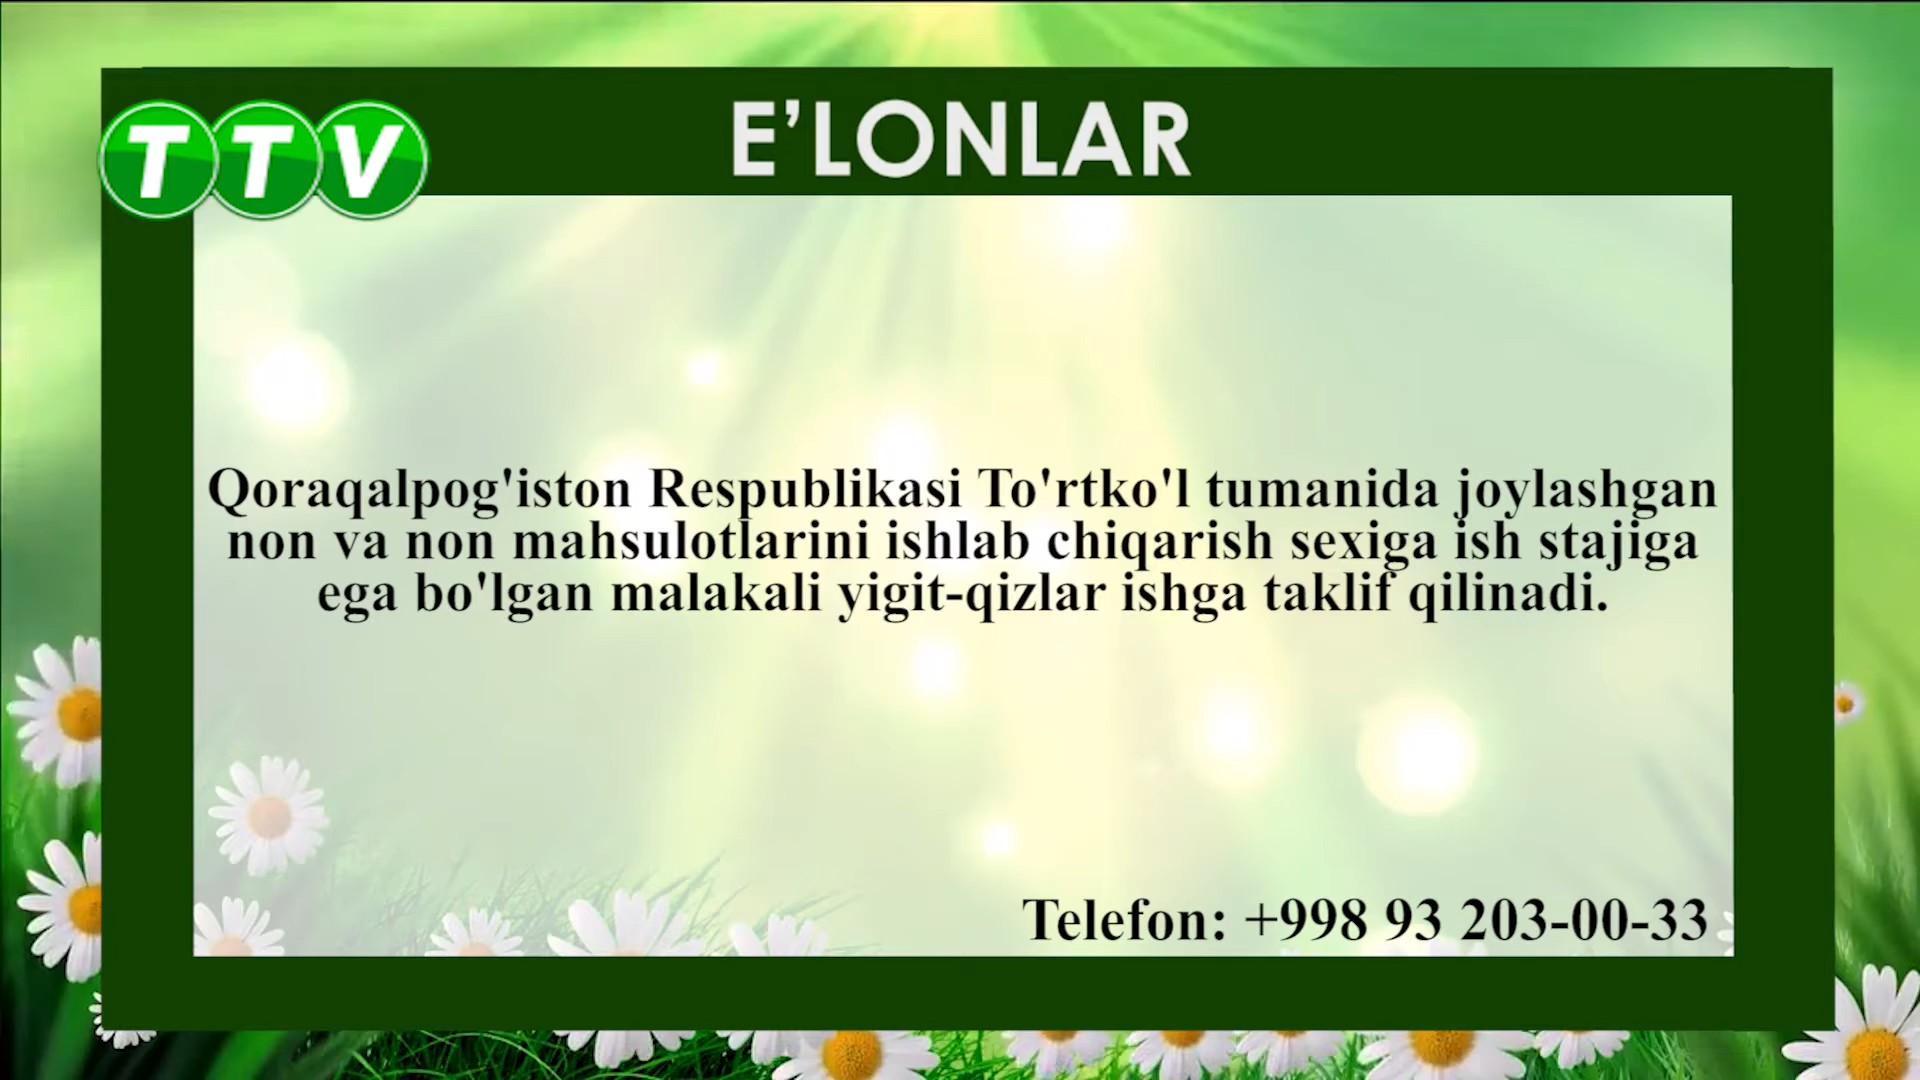 TTV
E’LONLAR
Qoraqalpog'iston Respublikasi To'rtko'l tumanida joylashgan
non va non mahsulotlarini ishlab chiqarish sexiga ish stajiga
ega bo'lgan malakali yigit-qizlar ishga taklif qilinadi.
Telefon: +998 93 203-00-33